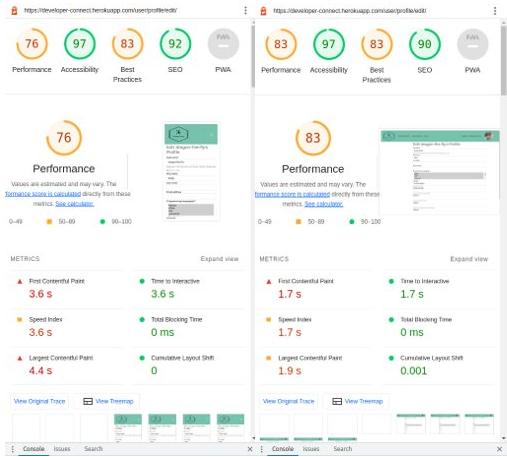 https://developer-connect.herokuapp.com/user/profile/edit/
76
97
83
92
PWA
Performance
Accessibility
Best
Practices
SEO
PWA
76
Performance
Values are estimated and may vary. The
formance score is calculated directly from these
metrics. See calculator.
0–49
50–89
90–100
METRICS
Expand view
First Contentful Paint
3.6 s
Time to Interactive
3.6 s
Speed Index
3.6 s
Total Blocking Time
0 ms
Largest Contentful Paint
4.4 s
Cumulative Layout Shift
0
View Original Trace
View Treemap
Console
Issues
Search
https://developer-connect.herokuapp.com/user/profile/edit/
83
97
83
90
PWA
Performance
Accessibility
Best
Practices
SEO
PWA
83
Performance
Values are estimated and may vary. The
formance score is calculated directly from these
metrics. See calculator.
0–49
50–89
90–100
METRICS
Expand view
First Contentful Paint
1.7 s
Time to Interactive
1.7 s
Speed Index
1.7 s
Total Blocking Time
0 ms
Largest Contentful Paint
1.9 s
Cumulative Layout Shift
0.001
View Original Trace
View Treemap
Console
Issues
Search